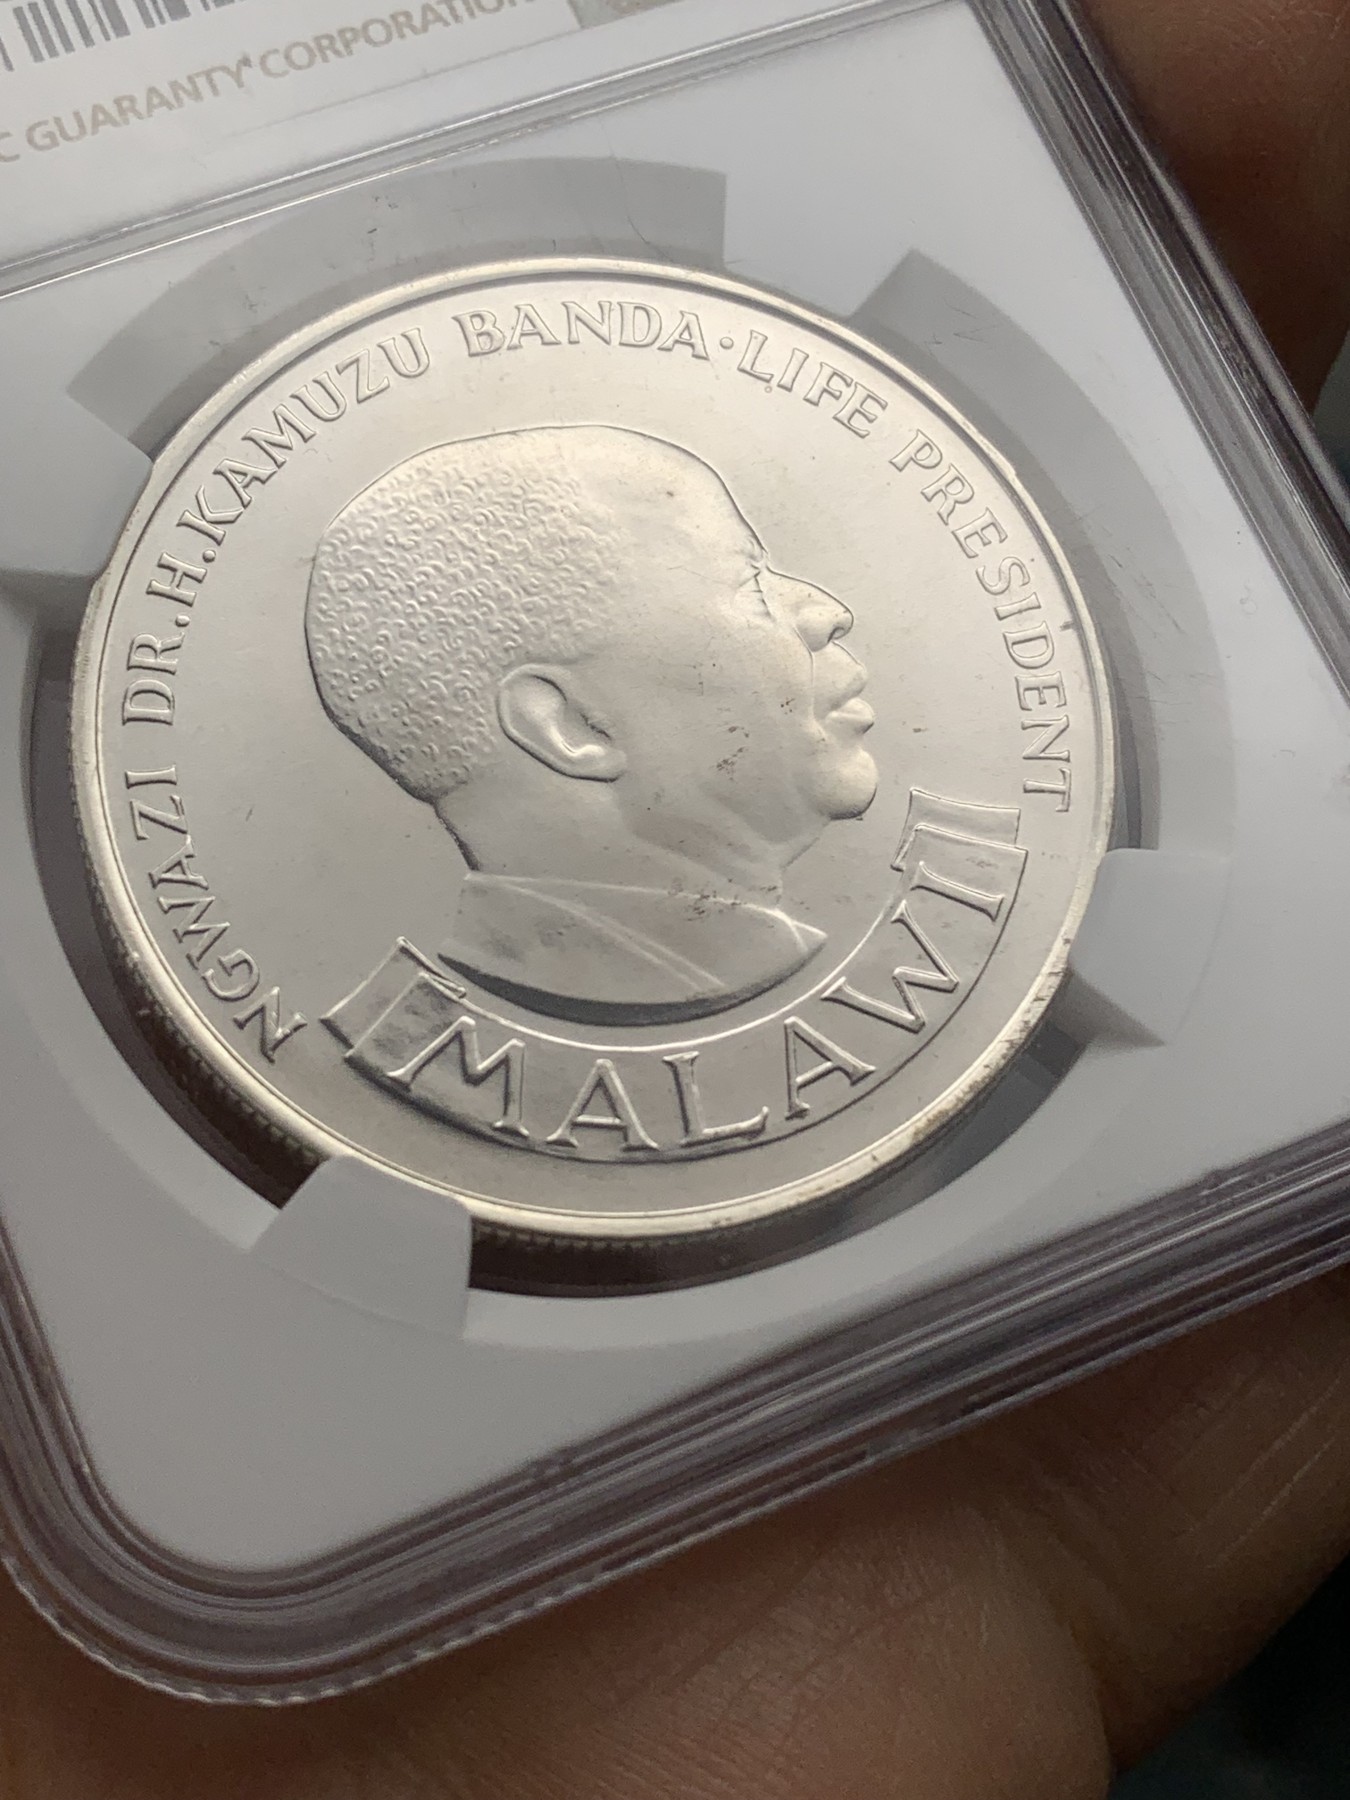 C GUARANTY CORPORATION
NGWAZI DR.H.KAMUZU BANDA·LIFE PRESIDENT
MALAWI